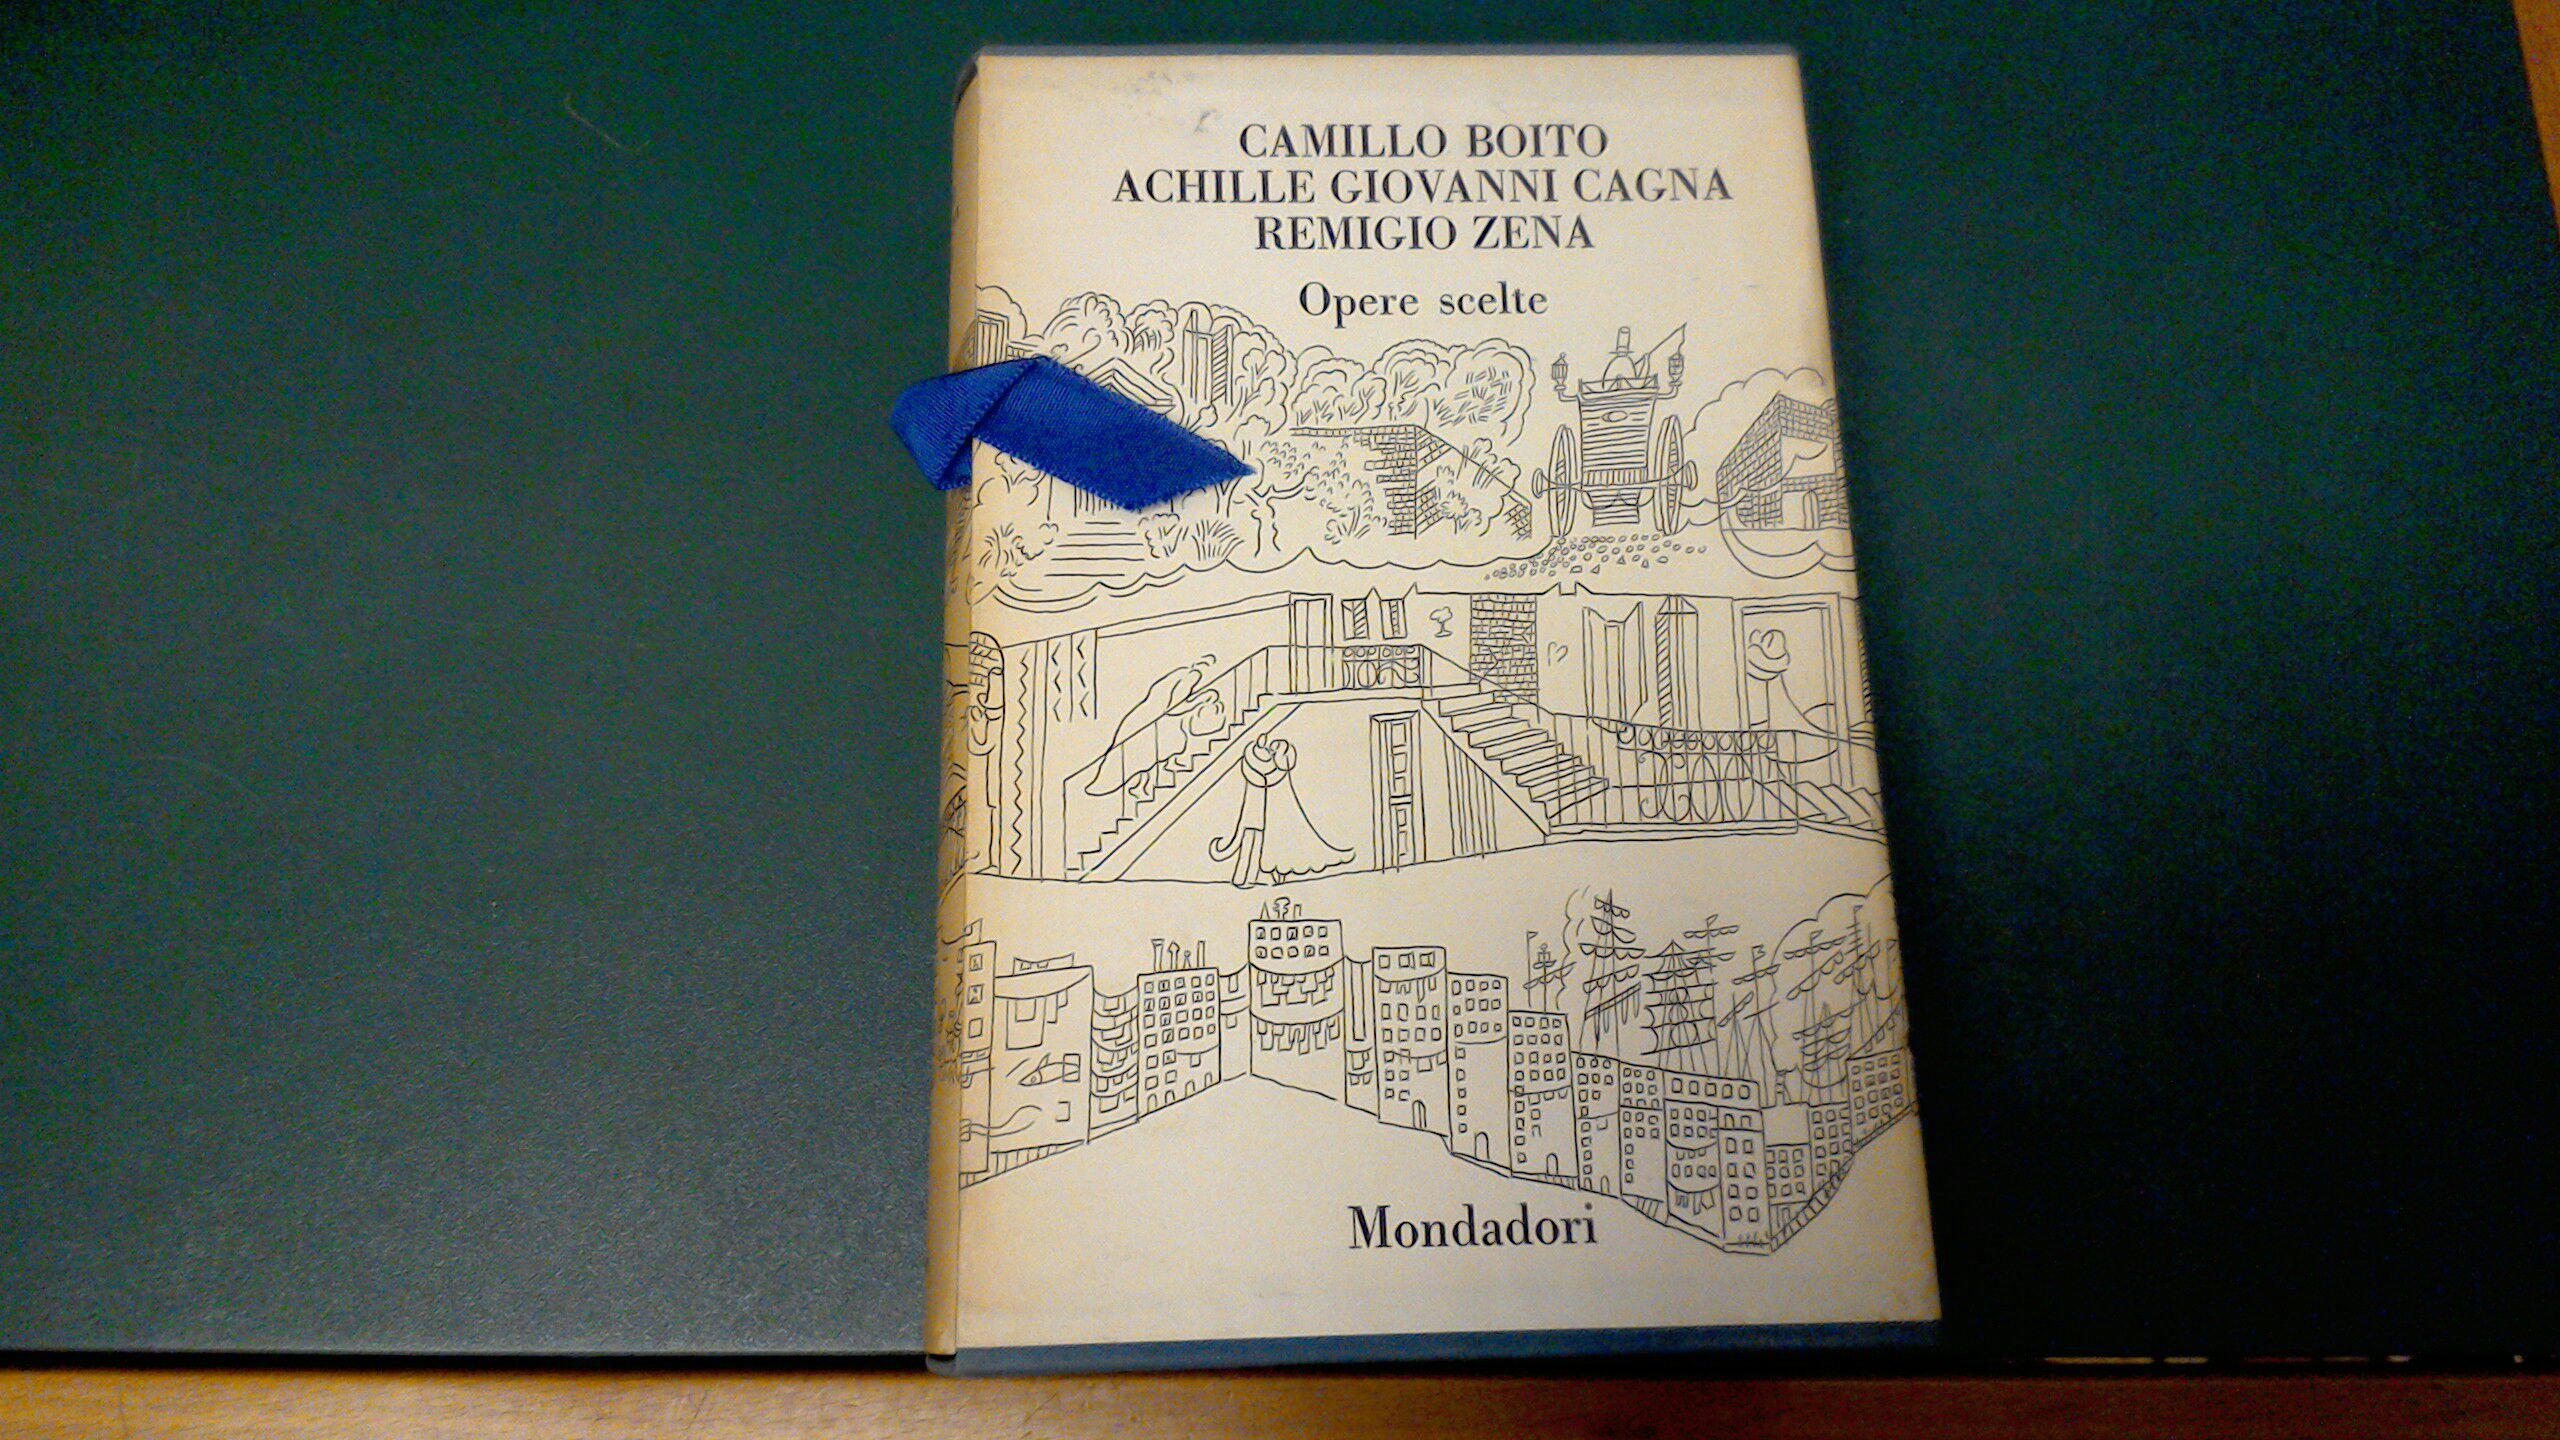 CAMILLO BOITO
ACHILLE GIOVANNI CAGNA
REMIGIO ZENA
Opere scelte
Mondadori